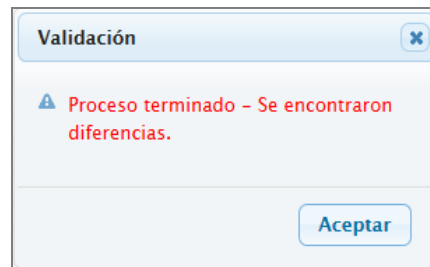 Validación
Proceso terminado – Se encontraron
diferencias.
Aceptar